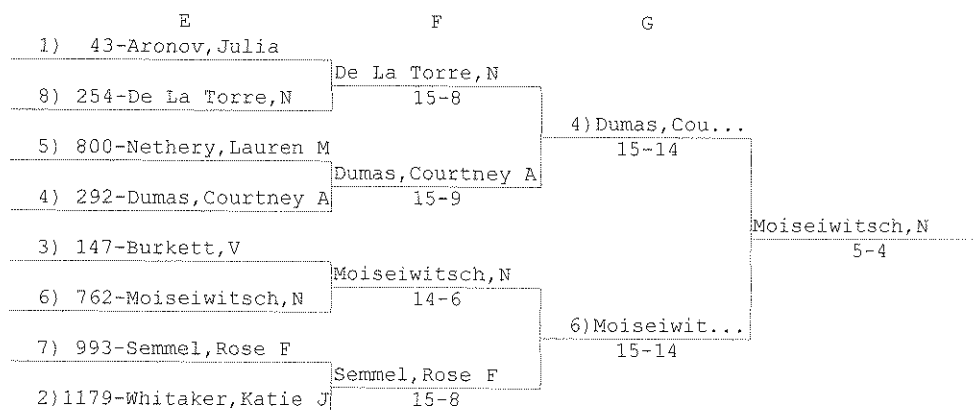 E F G
1) 43-Aronov,Julia
De La Torre,N
8) 254-De La Torre,N
15-8
4)Dumas,Cou...
5) 800-Nethery,Lauren M
15-14
Dumas,Courtney A
4) 292-Dumas,Courtney A
15-9
Moiseiwitsch,N
3) 147-Burkett,V
5-4
Moiseiwitsch,N
6) 762-Moiseiwitsch,N
14-6
6)Moiseiwit...
7) 993-Semmel,Rose F
15-14
Semmel,Rose F
2)1179-Whitaker,Katie J
15-8